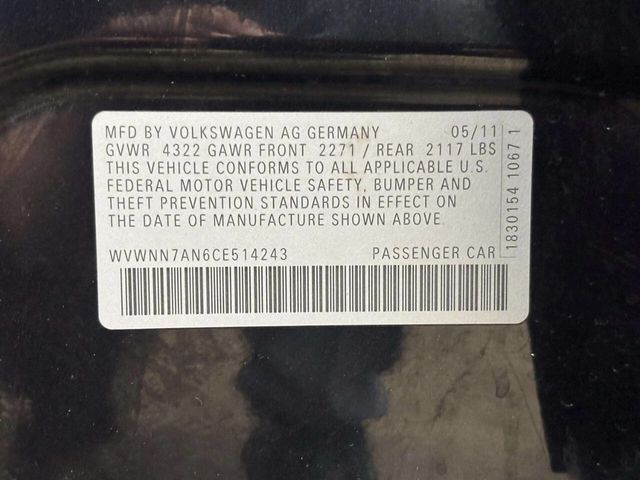 MFD BY VOLKSWAGEN AG GERMANY 05/11
GVWR 4322 GAWR FRONT 2271 / REAR 2117 LBS
THIS VEHICLE CONFORMS TO ALL APPLICABLE U.S.
FEDERAL MOTOR VEHICLE SAFETY, BUMPER AND
THEFT PREVENTION STANDARDS IN EFFECT ON
THE DATE OF MANUFACTURE SHOWN ABOVE.
WVWNN7AN6CE514243 PASSENGER CAR
1830154 1067 1